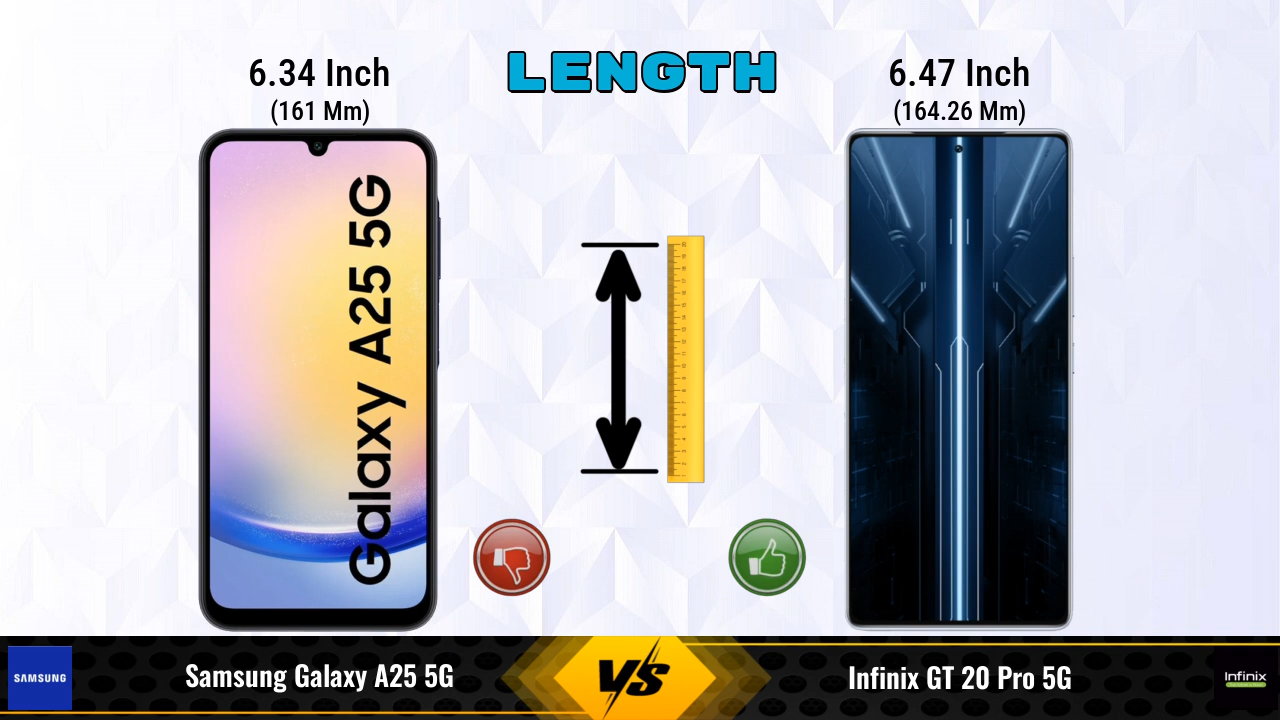 LENGTH
6.34 Inch
(161 Mm)
6.47 Inch
(164.26 Mm)
Galaxy A25 5G
SAMSUNG
Samsung Galaxy A25 5G
VS
Infinix GT 20 Pro 5G
Infinix